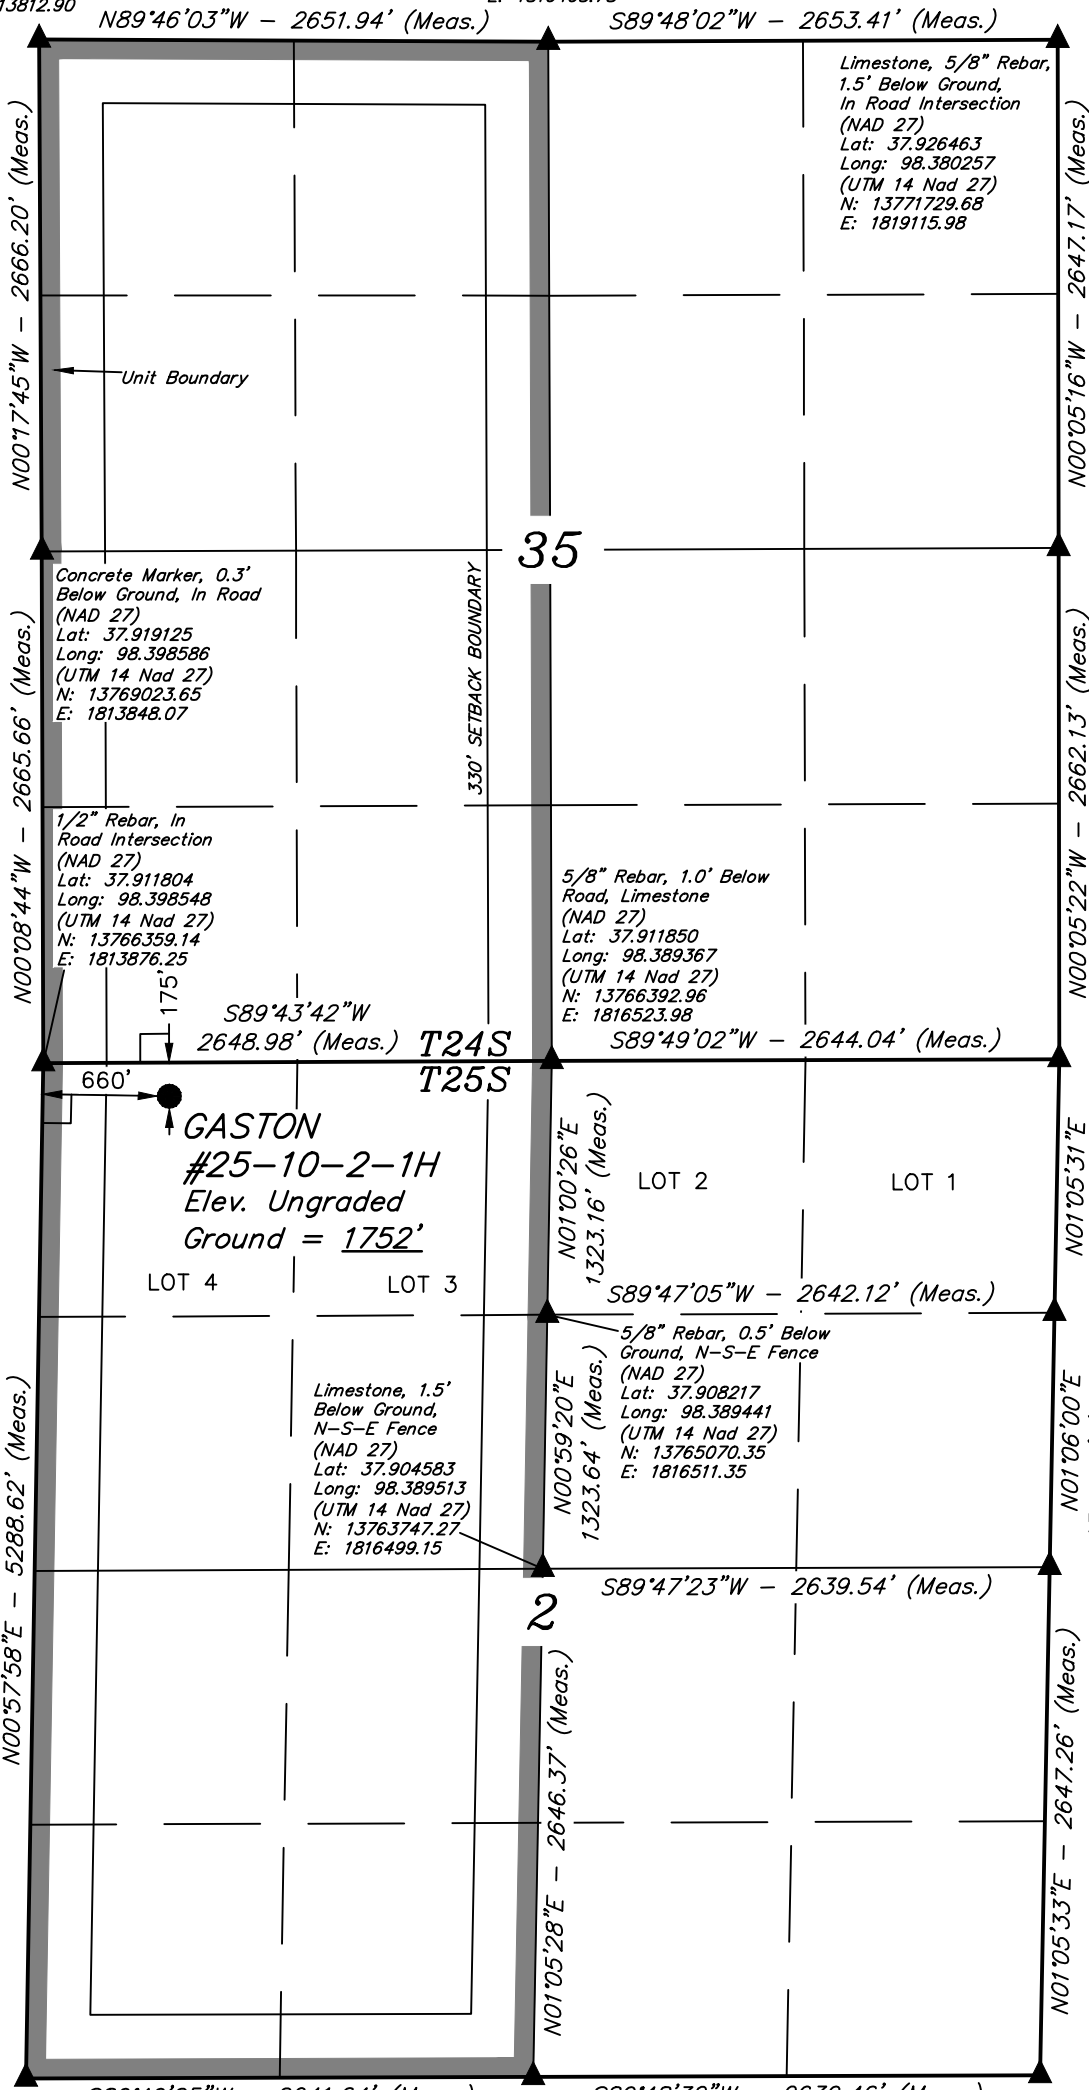 13812.90
N89°46'03"W – 2651.94' (Meas.)
S89°48'02"W – 2653.41' (Meas.)
N00°17'45"W – 2666.20' (Meas.)
Limestone, 5/8" Rebar,
1.5' Below Ground,
In Road Intersection
(NAD 27)
Lat: 37.926463
Long: 98.380257
(UTM 14 Nad 27)
N: 13771729.68
E: 1819115.98
N00°05'16"W – 2647.17' (Meas.)
Unit Boundary
35
Concrete Marker, 0.3'
Below Ground, In Road
(NAD 27)
Lat: 37.919125
Long: 98.398586
(UTM 14 Nad 27)
N: 13769023.65
E: 1813848.07
330' SETBACK BOUNDARY
N00°08'44"W – 2665.66' (Meas.)
N00°05'22"W – 2662.13' (Meas.)
1/2" Rebar, In
Road Intersection
(NAD 27)
Lat: 37.911804
Long: 98.398548
(UTM 14 Nad 27)
N: 13766359.14
E: 1813876.25
5/8" Rebar, 1.0' Below
Road, Limestone
(NAD 27)
Lat: 37.911850
Long: 98.389367
(UTM 14 Nad 27)
N: 13766392.96
E: 1816523.98
175'
S89°43'42"W
2648.98' (Meas.)
T24S
S89°49'02"W – 2644.04' (Meas.)
T25S
660'
GASTON
#25-10-2-1H
Elev. Ungraded
Ground = 1752'
N01°00'26"E
1323.16' (Meas.)
LOT 2
LOT 1
N01°05'31"E
LOT 4
LOT 3
S89°47'05"W – 2642.12' (Meas.)
5/8" Rebar, 0.5' Below
Ground, N-S-E Fence
(NAD 27)
Lat: 37.908217
Long: 98.389441
(UTM 14 Nad 27)
N: 13765070.35
E: 1816511.35
N00°59'20"E
1323.64' (Meas.)
N01°06'00"E
Limestone, 1.5'
Below Ground,
N-S-E Fence
(NAD 27)
Lat: 37.904583
Long: 98.389513
(UTM 14 Nad 27)
N: 13763747.27
E: 1816499.15
N00°57'58"E – 5288.62' (Meas.)
S89°47'23"W – 2639.54' (Meas.)
2
N01°05'28"E – 2646.37' (Meas.)
N01°05'33"E – 2647.26' (Meas.)